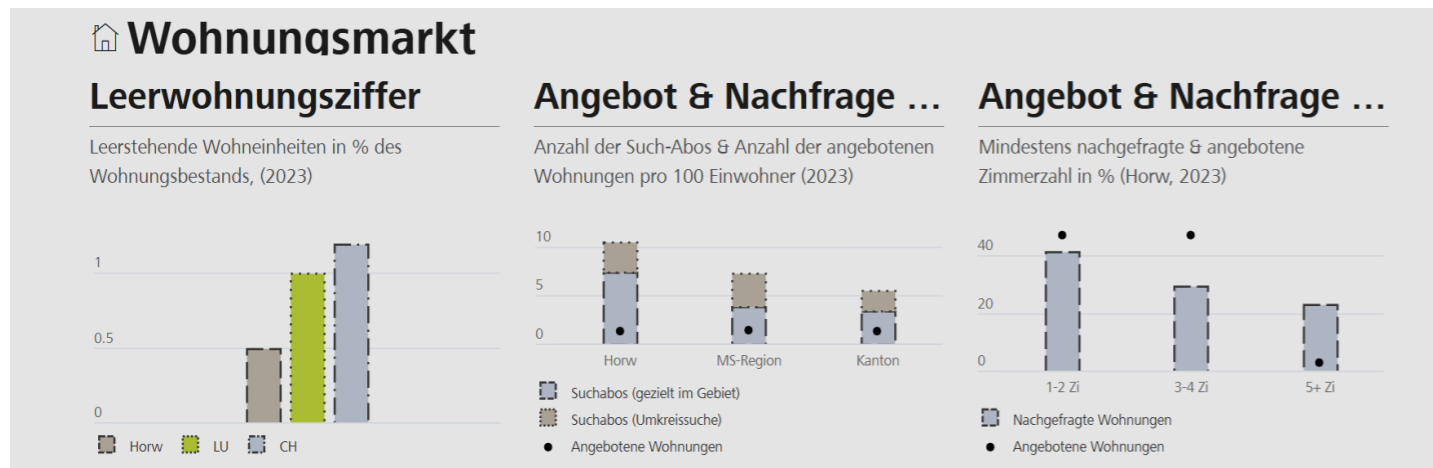 Wohnungsmarkt
Leerwohnungsziffer
Leerstehende Wohneinheiten in % des
Wohnungsbestands, (2023)
1
0.5
0
Horw LU CH
Angebot & Nachfrage ...
Anzahl der Such-Abos & Anzahl der angebotenen
Wohnungen pro 100 Einwohner (2023)
10
5
0
Horw MS-Region Kanton
Suchabos (gezielt im Gebiet)
Suchabos (Umkreissuche)
Angebotene Wohnungen
Angebot & Nachfrage ...
Mindestens nachgefragte & angebotene
Zimmerzahl in % (Horw, 2023)
40
20
0
1-2 Zi 3-4 Zi 5+ Zi
Nachgefragte Wohnungen
Angebotene Wohnungen